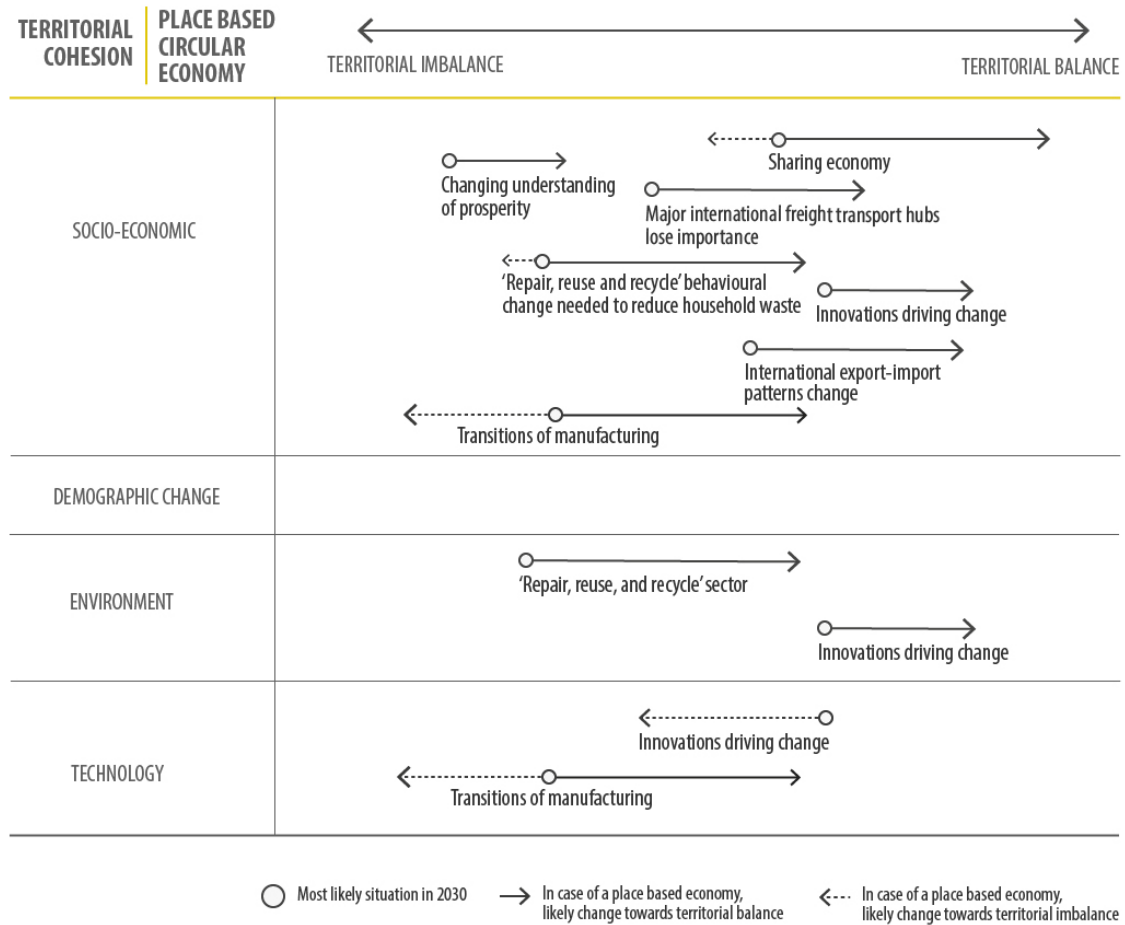 TERRITORIAL
COHESION
PLACE BASED
CIRCULAR
ECONOMY
TERRITORIAL IMBALANCE
TERRITORIAL BALANCE
SOCIO-ECONOMIC
Sharing economy
Changing understanding
of prosperity
Major international freight transport hubs
lose importance
‘Repair, reuse and recycle’ behavioural
change needed to reduce household waste
Innovations driving change
International export-import
patterns change
Transitions of manufacturing
DEMOGRAPHIC CHANGE
ENVIRONMENT
‘Repair, reuse, and recycle’ sector
Innovations driving change
TECHNOLOGY
Innovations driving change
Transitions of manufacturing
Most likely situation in 2030
In case of a place based economy,
likely change towards territorial balance
In case of a place based economy,
likely change towards territorial imbalance